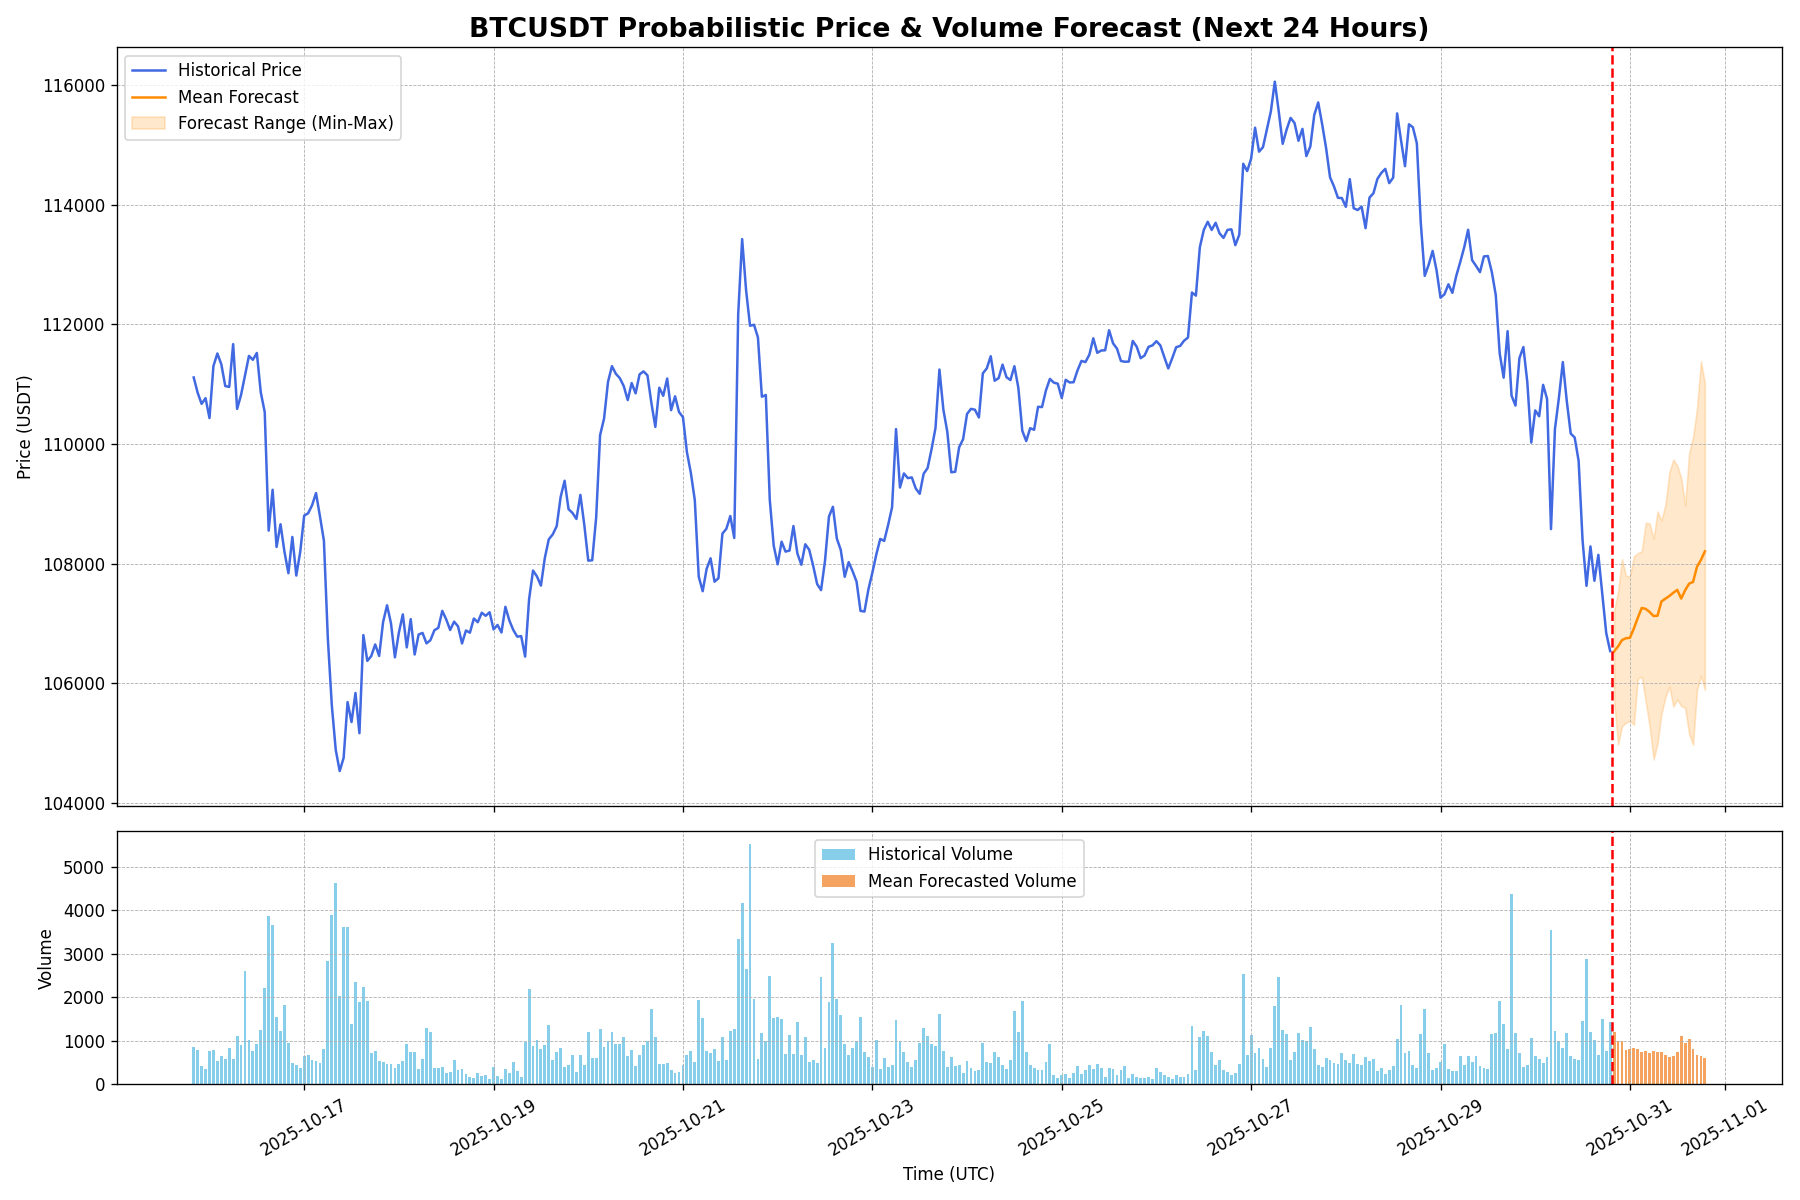 BTCUSDT Probabilistic Price & Volume Forecast (Next 24 Hours)
Historical Price
Mean Forecast
Forecast Range (Min-Max)
116000
114000
112000
110000
108000
106000
104000
Price (USDT)
Historical Volume
Mean Forecasted Volume
5000
4000
3000
2000
1000
0
Volume
2025-10-17
2025-10-19
2025-10-21
2025-10-23
2025-10-25
2025-10-27
2025-10-29
2025-10-31
2025-11-01
Time (UTC)